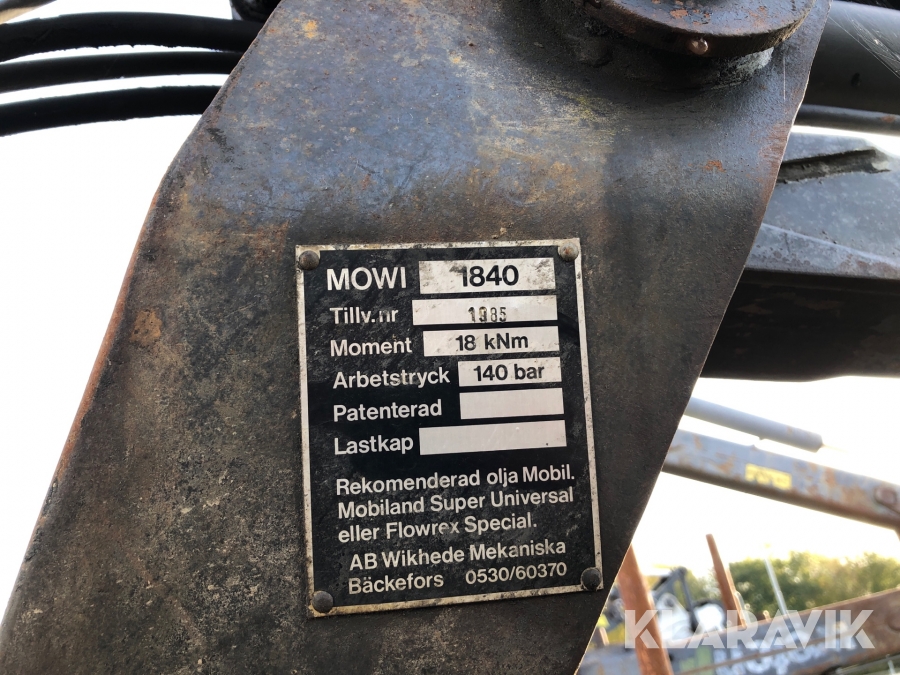 MOWI 1840
Tillv.nr 1985
Moment 18 kNm
Arbetstryck 140 bar
Patenterad
Lastkap
Rekomenderad olja Mobil.
Mobiland Super Universal
eller Flowrex Special.
AB Wikhede Mekaniska
Bäckefors 0530/60370
KLARAVIK